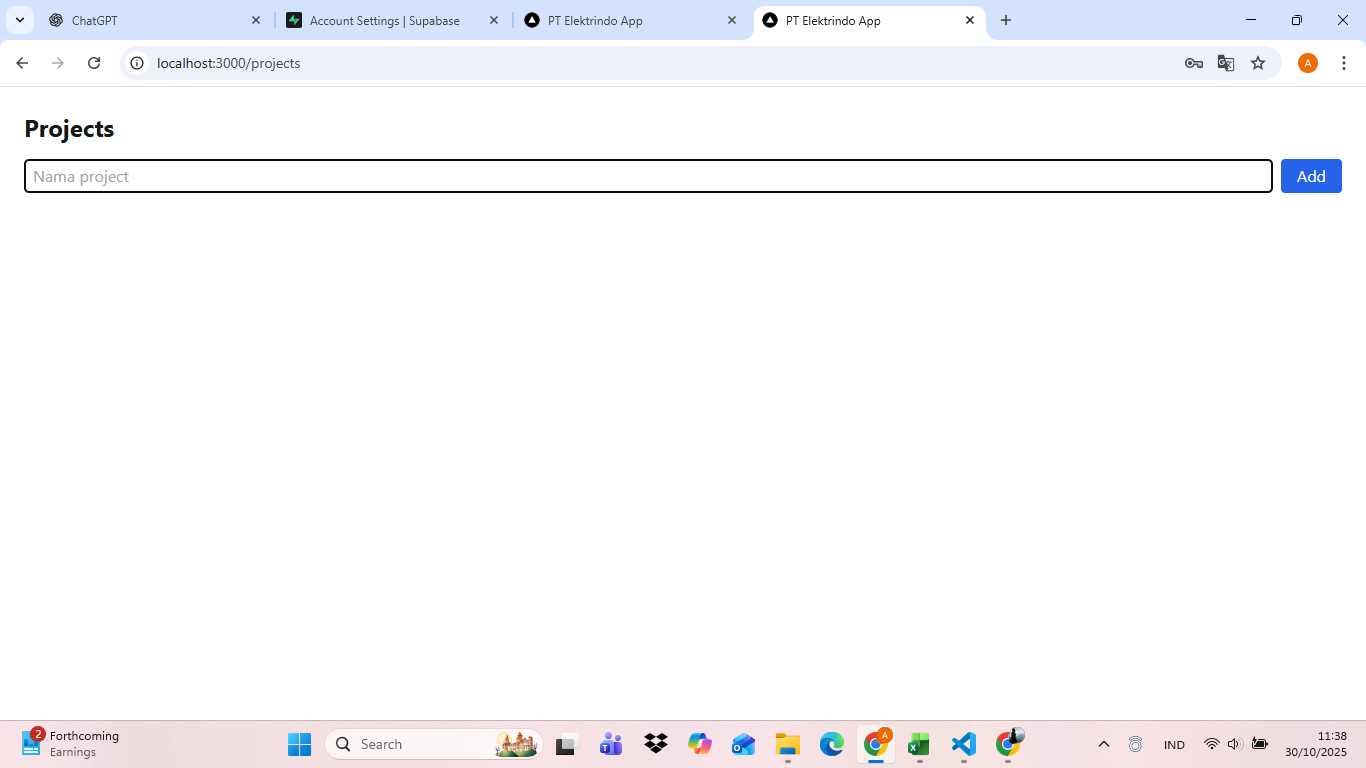 ChatGPT
Account Settings | Supabase
PT Elektrindo App
PT Elektrindo App
localhost:3000/projects
A
Projects
Nama project
Add
2
Forthcoming
Earnings
Search
A
IND
11:38
30/10/2025